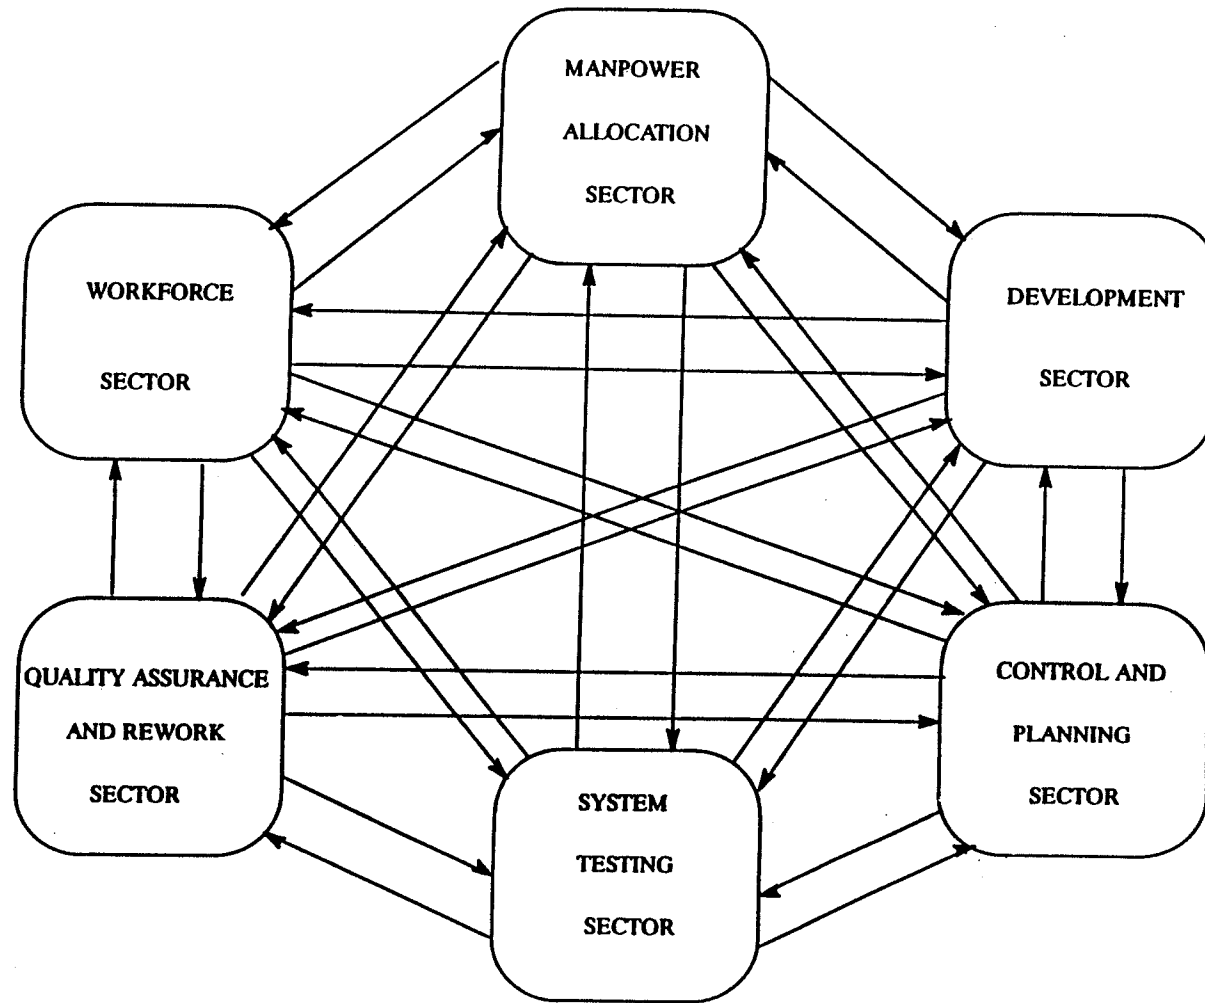 MANPOWER
ALLOCATION
SECTOR
WORKFORCE
SECTOR
DEVELOPMENT
SECTOR
QUALITY ASSURANCE
AND REWORK
SECTOR
SYSTEM
TESTING
SECTOR
CONTROL AND
PLANNING
SECTOR